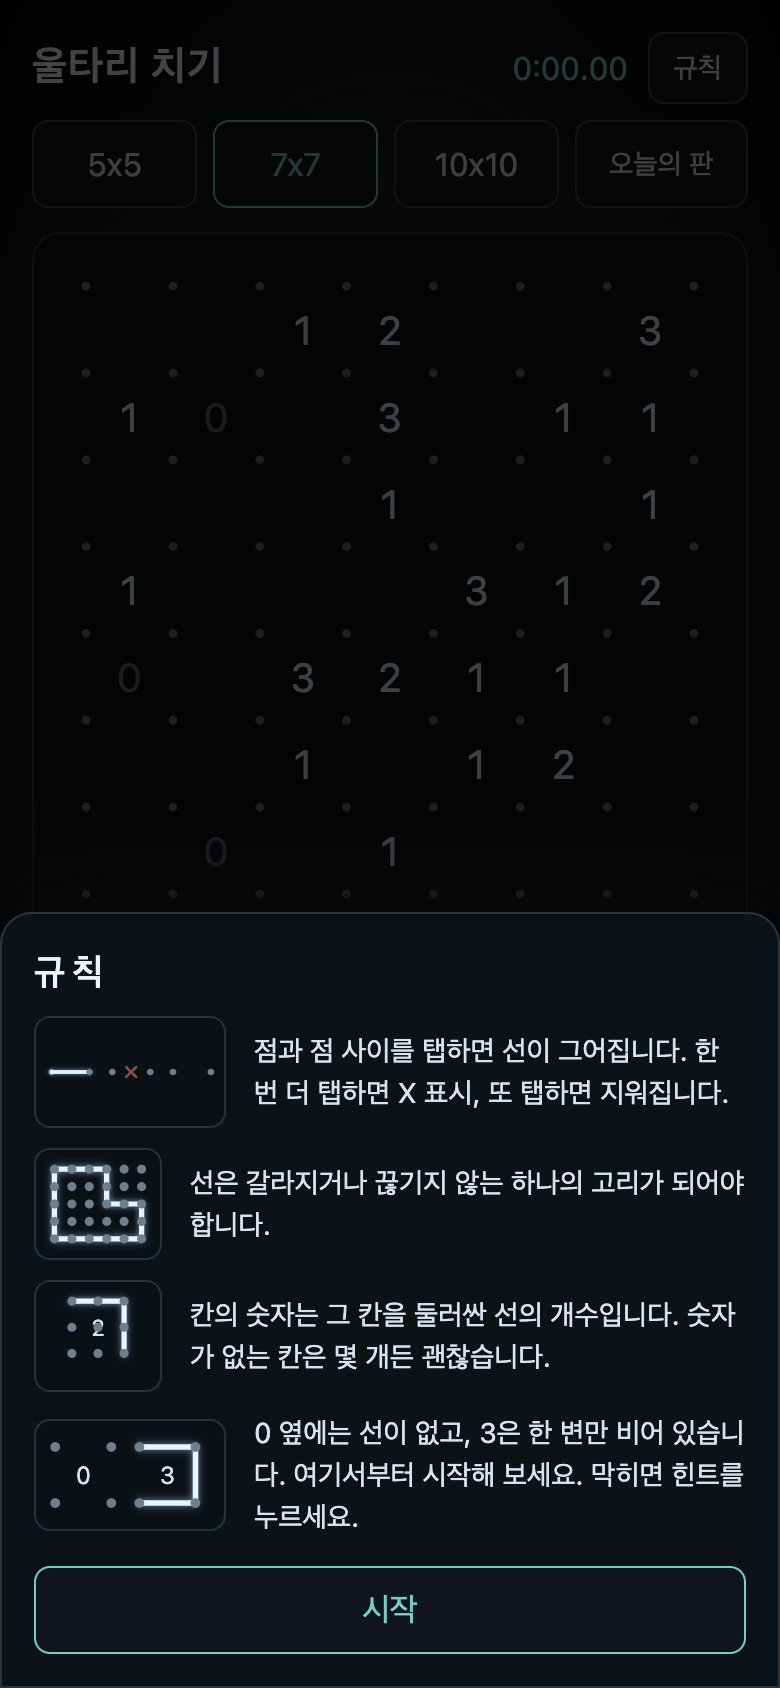 울타리 치기
0:00.00
규칙
5x5 7x7 10x10 오늘의 판
1 2 3
1 0 3 1 1
1 1
1 3 1 2
0 3 2 1 1
1 1 2
0 1
규칙
점과 점 사이를 탭하면 선이 그어집니다. 한
번 더 탭하면 X 표시, 또 탭하면 지워집니다.
선은 갈라지거나 끊기지 않는 하나의 고리가 되어야
합니다.
2
칸의 숫자는 그 칸을 둘러싼 선의 개수입니다. 숫자
가 없는 칸은 몇 개든 괜찮습니다.
0 3
0 옆에는 선이 없고, 3은 한 변만 비어 있습니
다. 여기서부터 시작해 보세요. 막히면 힌트를
누르세요.
시작